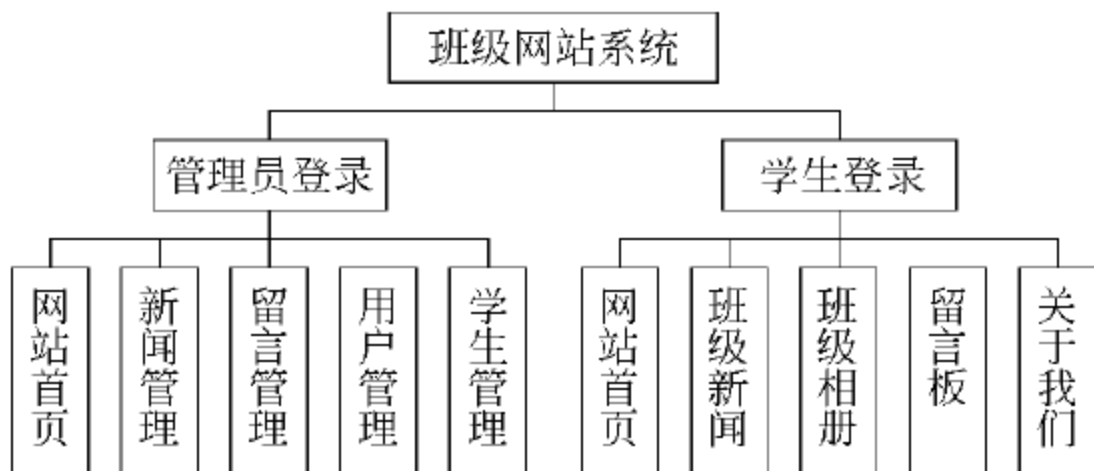 班级网站系统
管理员登录
学生登录
网站首页
新闻管理
留言管理
用户管理
学生管理
网站首页
班级新闻
班级相册
留言板
关于我们